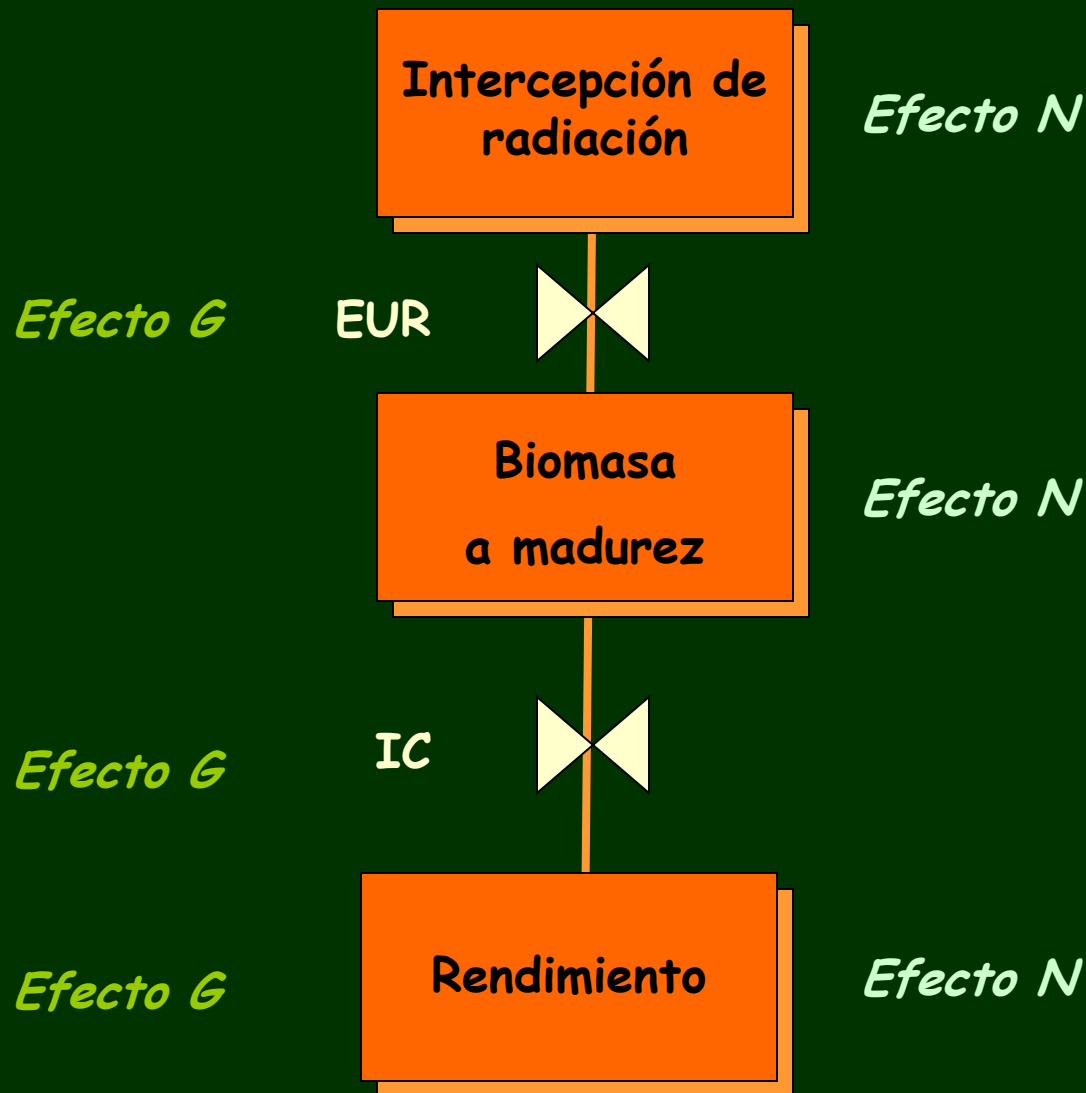 Intercepción de
radiación
Efecto N
Efecto G
EUR
Biomasa
a madurez
Efecto N
Efecto G
IC
Efecto G
Rendimiento
Efecto N